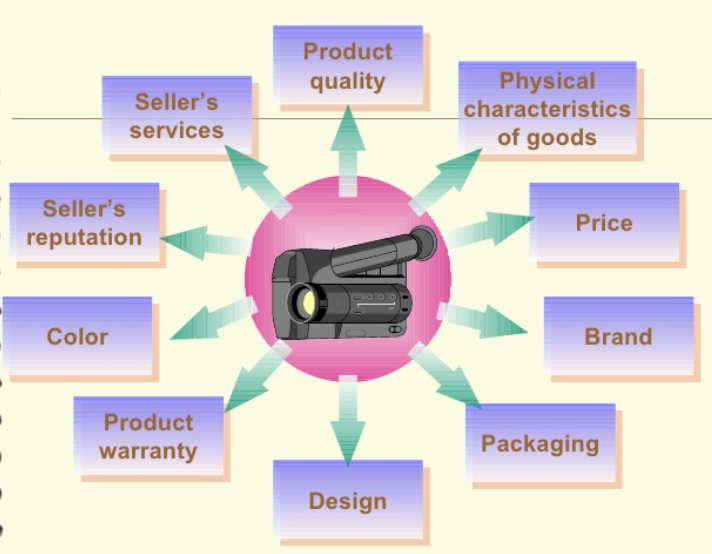 Product
quality
Physical
characteristics
of goods
Seller's
services
Seller's
reputation
Price
Color
Brand
Product
warranty
Packaging
Design